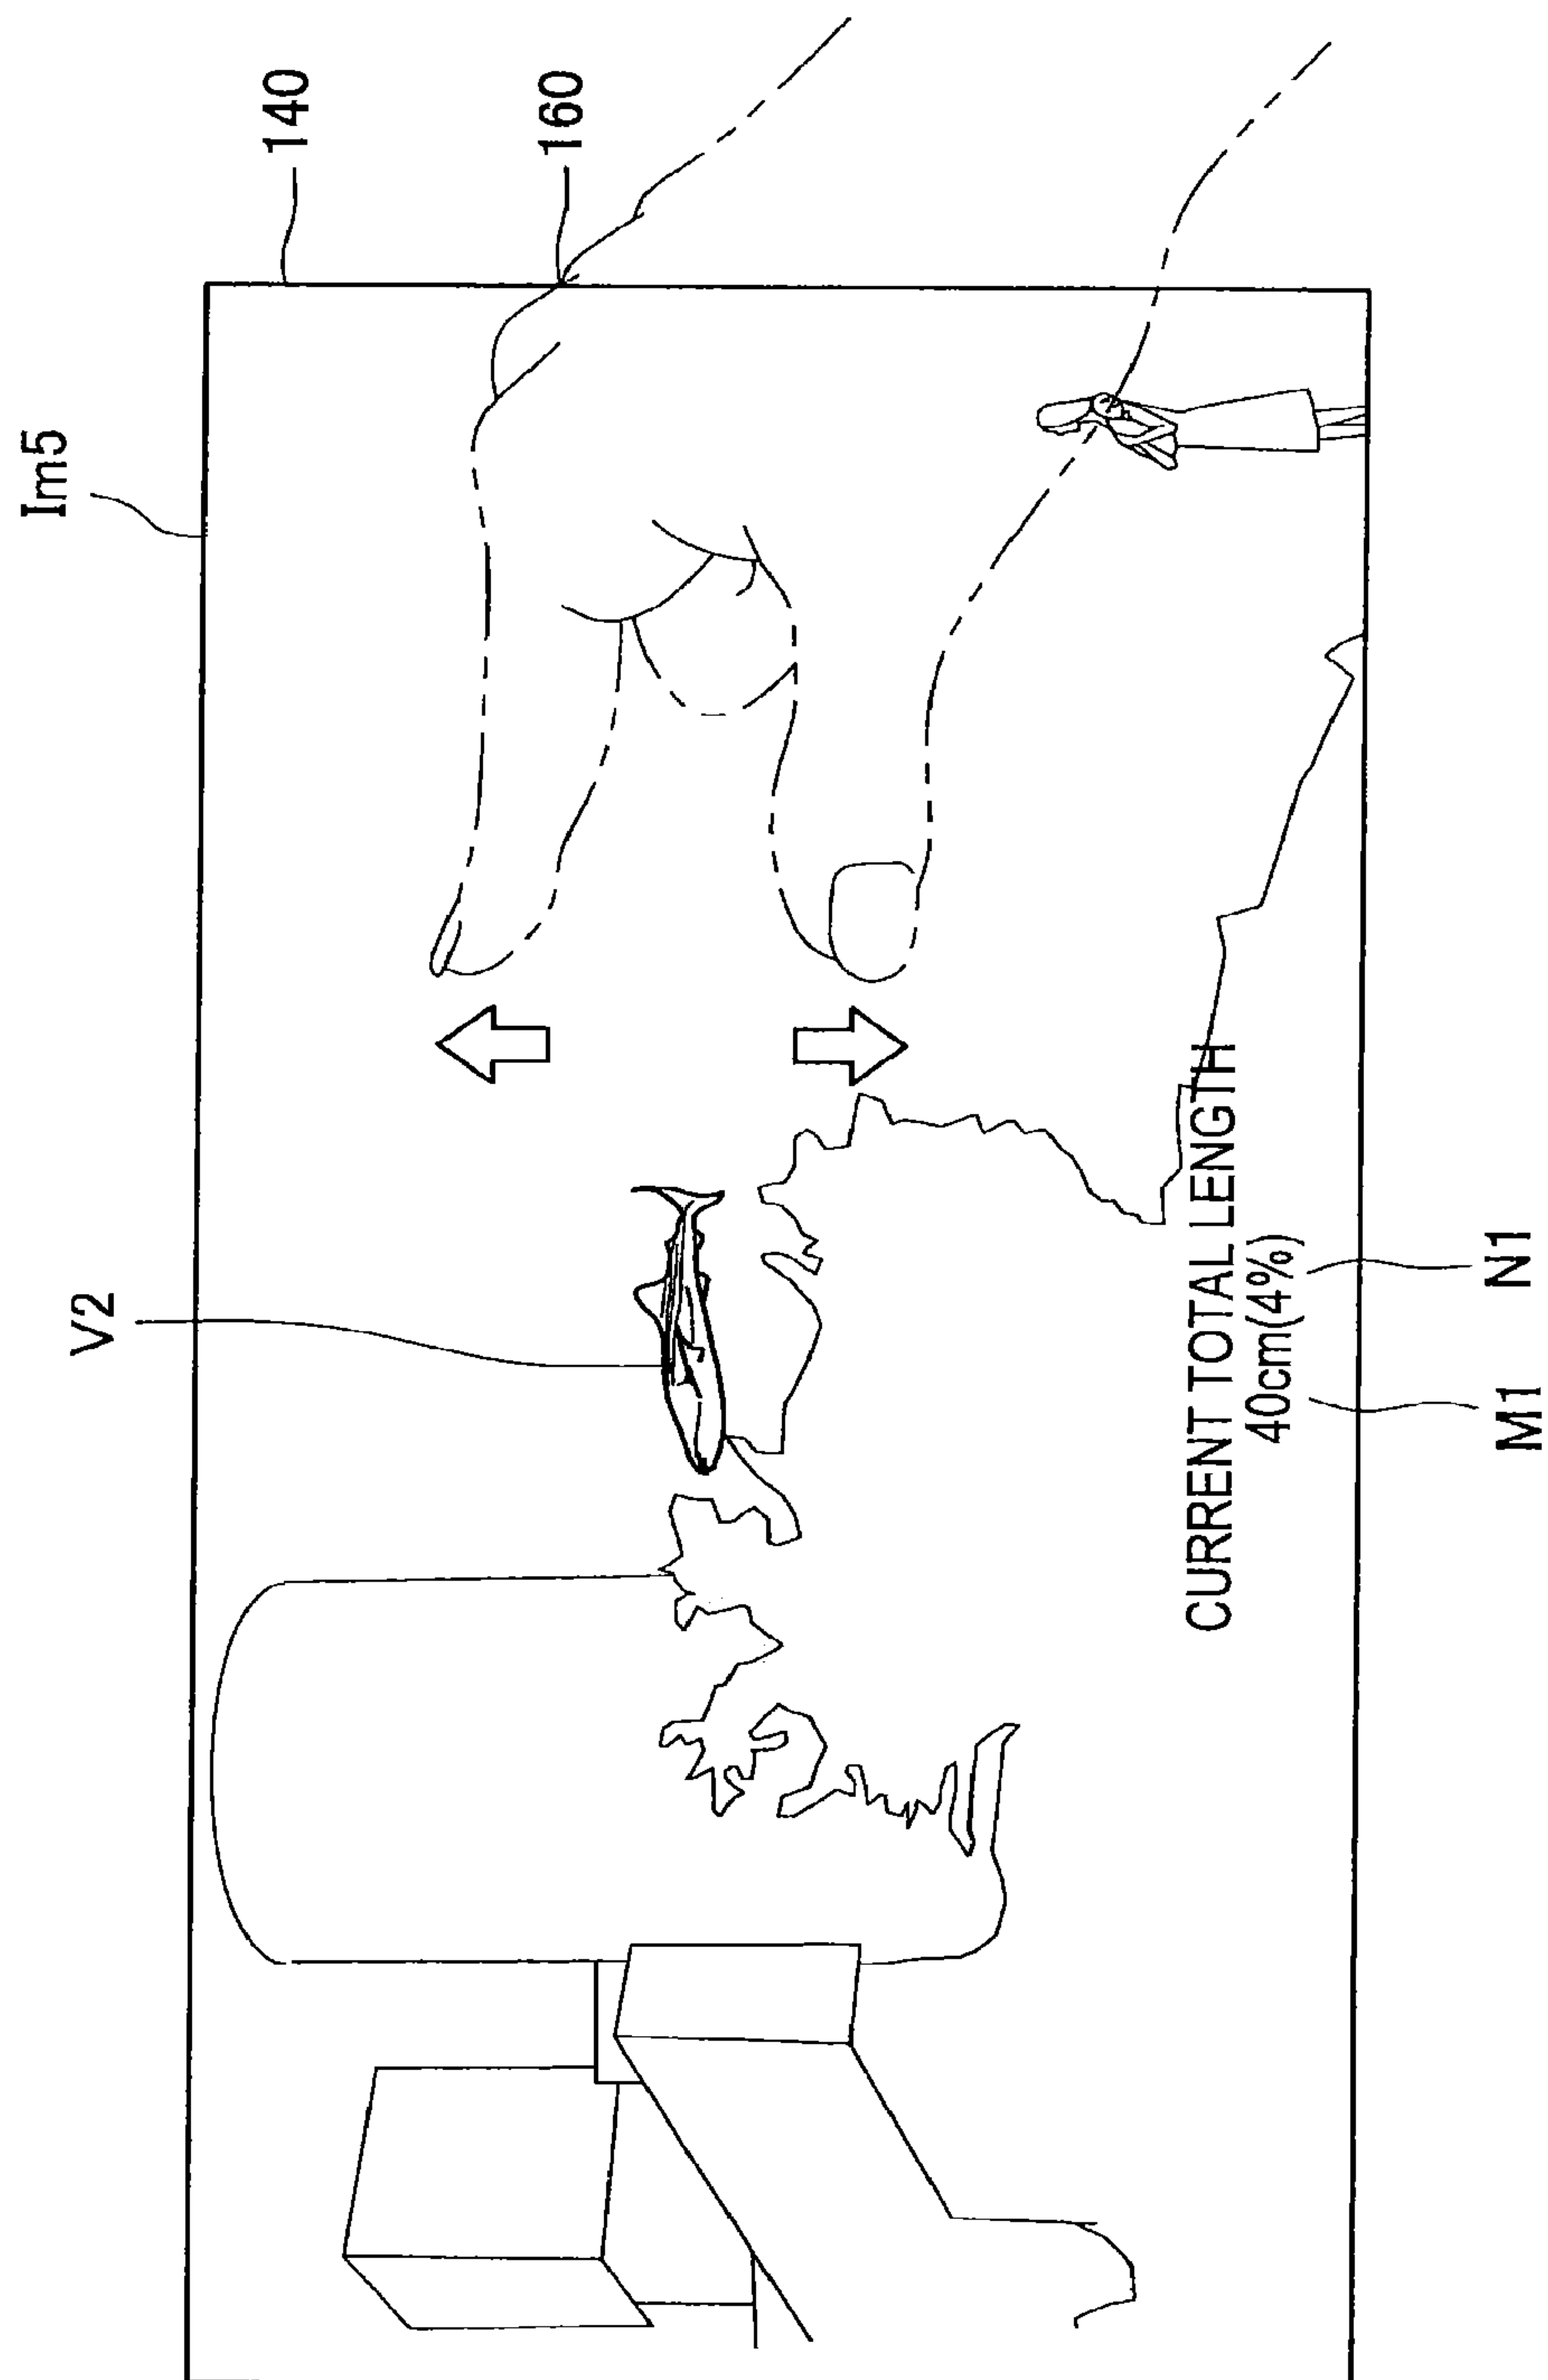 Im5
V2
140
160
CURRENT TOTAL LENGTH
40cm(4%)
M1
N1